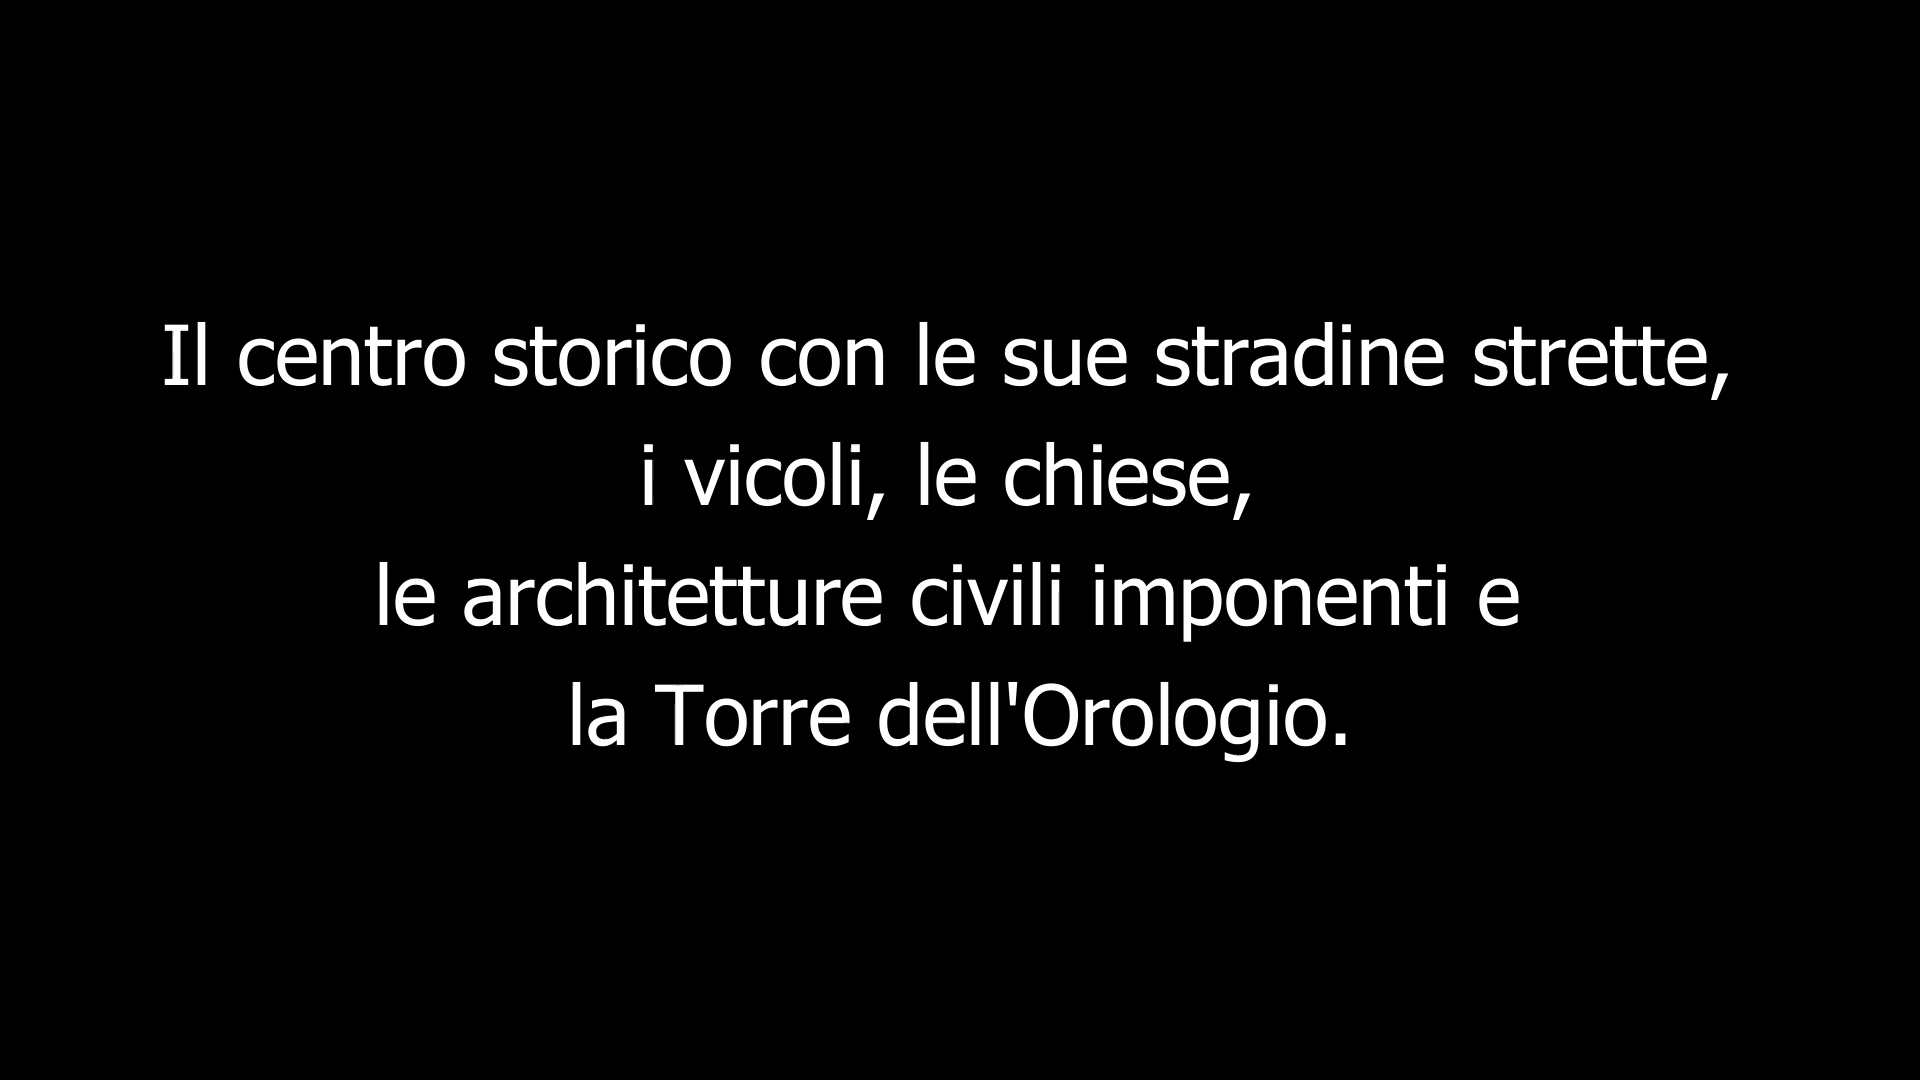 Il centro storico con le sue stradine strette,
i vicoli, le chiese,
le architetture civili imponenti e
la Torre dell'Orologio.